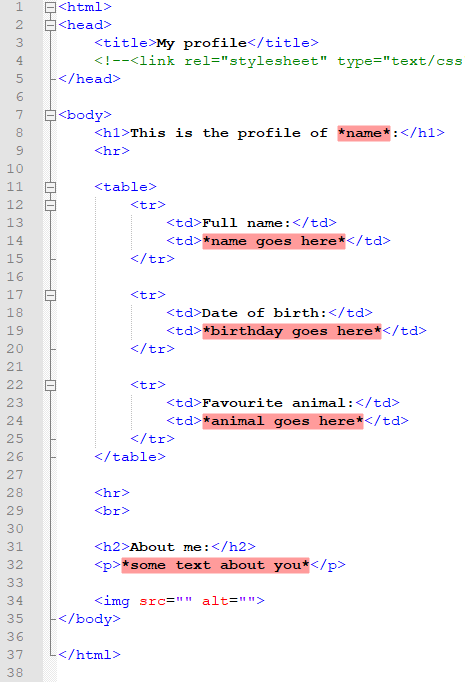 1 <html>
2 <head>
3 <title>My profile</title>
4 <!--<link rel="stylesheet" type="text/css
5 </head>
6
7 <body>
8 <h1>This is the profile of *name*:</h1>
9 <hr>
10
11 <table>
12 <tr>
13 <td>Full name:</td>
14 <td>*name goes here*</td>
15 </tr>
16
17 <tr>
18 <td>Date of birth:</td>
19 <td>*birthday goes here*</td>
20 </tr>
21
22 <tr>
23 <td>Favourite animal:</td>
24 <td>*animal goes here*</td>
25 </tr>
26 </table>
27
28 <hr>
29 <br>
30
31 <h2>About me:</h2>
32 <p>*some text about you*</p>
33
34 <img src="" alt="">
35 </body>
36
37 </html>
38